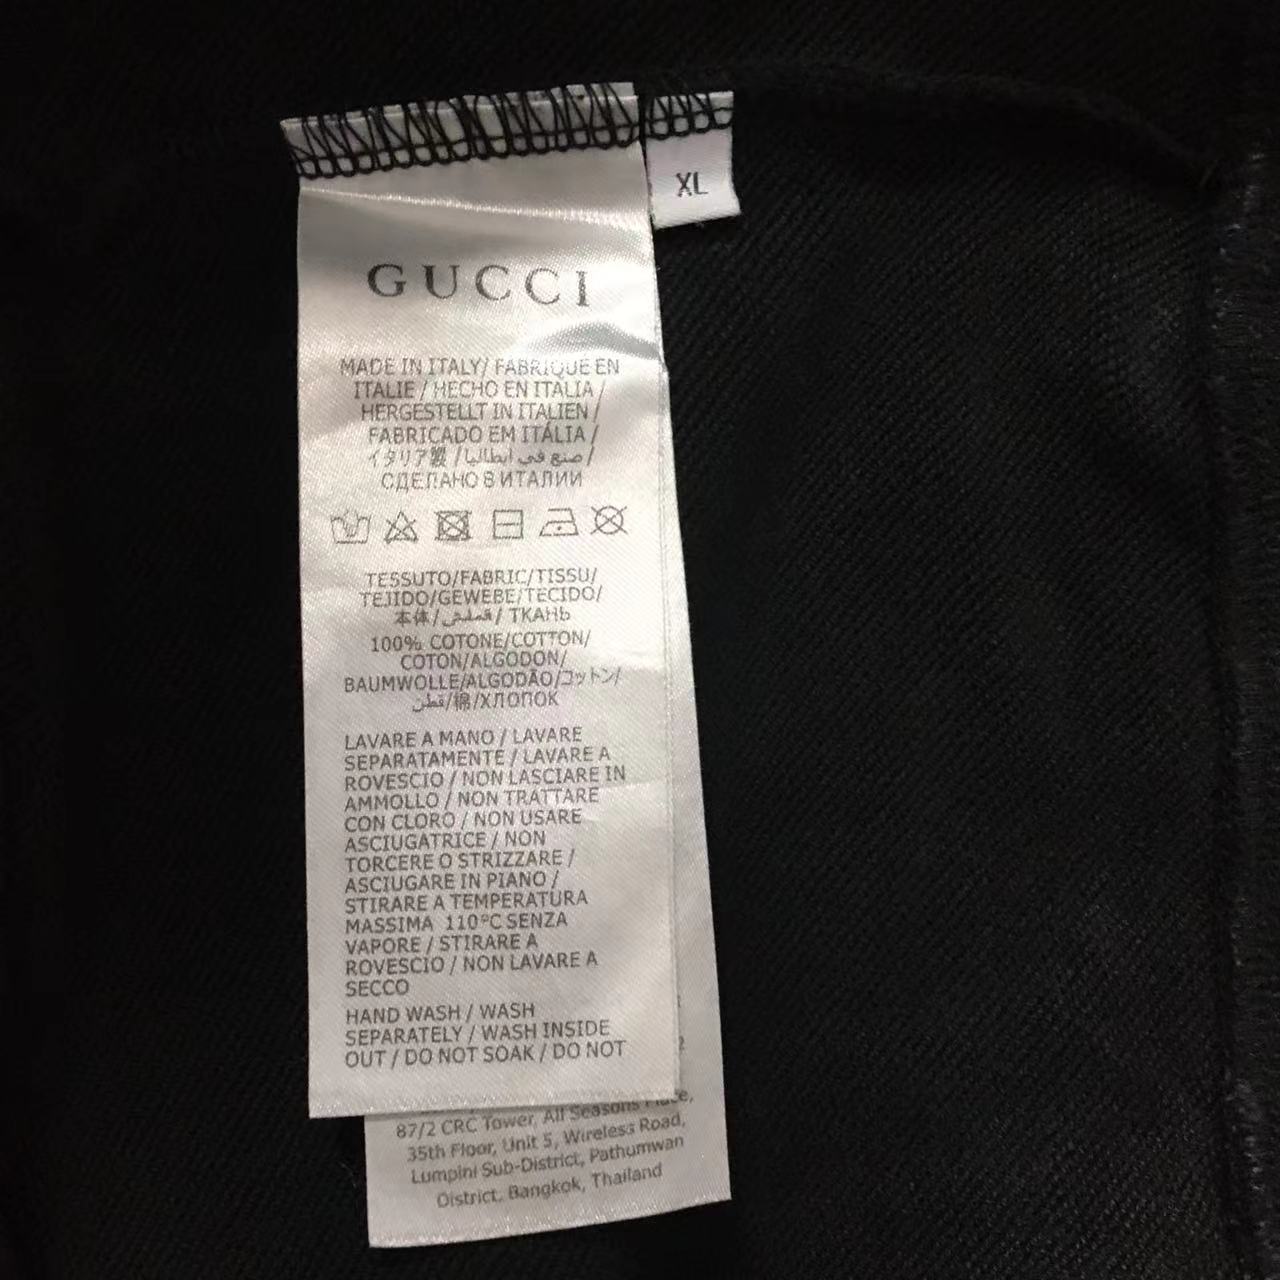 XL
GUCCI
MADE IN ITALY/ FABRIQUE EN
ITALIE / HECHO EN ITALIA /
HERGESTELLT IN ITALIEN /
FABRICADO EM ITÁLIA /
イタリア製 /صنع في ايطاليا/
СДЕЛАНО В ИТАЛИИ
TESSUTO/FABRIC/TISSU/
TEJIDO/GEWEBE/TECIDO/
本体/قماش/ ТКАНЬ
100% COTONE/COTTON/
COTON/ALGODON/
BAUMWOLLE/ALGODÃO/コットン/
قطن/棉/ХЛОПОК
LAVARE A MANO / LAVARE
SEPARATAMENTE / LAVARE A
ROVESCIO / NON LASCIARE IN
AMMOLLO / NON TRATTARE
CON CLORO / NON USARE
ASCIUGATRICE / NON
TORCERE O STRIZZARE /
ASCIUGARE IN PIANO /
STIRARE A TEMPERATURA
MASSIMA 110°C SENZA
VAPORE / STIRARE A
ROVESCIO / NON LAVARE A
SECCO
HAND WASH / WASH
SEPARATELY / WASH INSIDE
OUT / DO NOT SOAK / DO NOT
87/2 CRC Tower, All Seasons Place,
35th Floor, Unit 5, Wireless Road,
Lumpini Sub-District, Pathumwan
District, Bangkok, Thailand